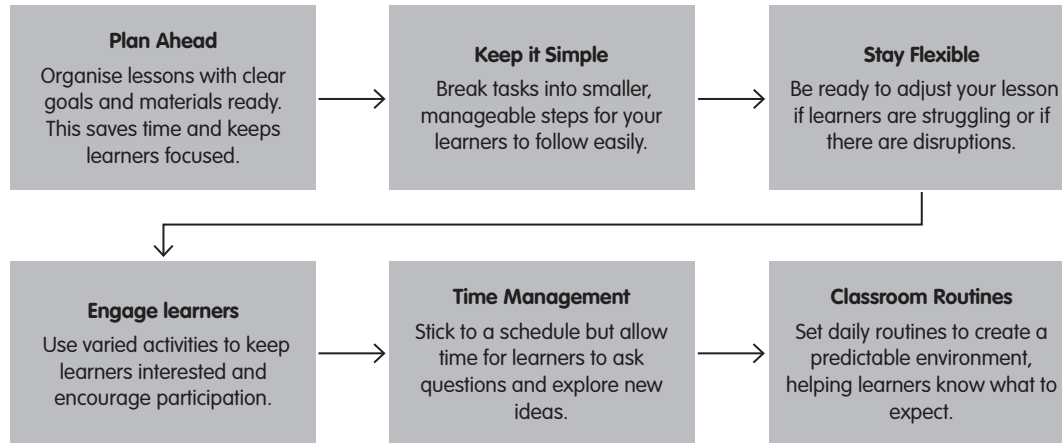 Plan Ahead
Organise lessons with clear
goals and materials ready.
This saves time and keeps
learners focused.
Keep it Simple
Break tasks into smaller,
manageable steps for your
learners to follow easily.
Stay Flexible
Be ready to adjust your lesson
if learners are struggling or if
there are disruptions.
Engage learners
Use varied activities to keep
learners interested and
encourage participation.
Time Management
Stick to a schedule but allow
time for learners to ask
questions and explore new
ideas.
Classroom Routines
Set daily routines to create a
predictable environment,
helping learners know what to
expect.